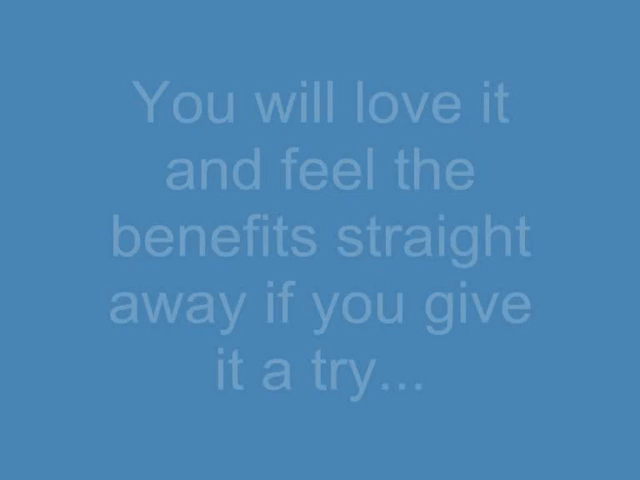 You will love it
and feel the
benefits straight
away if you give
it a try...